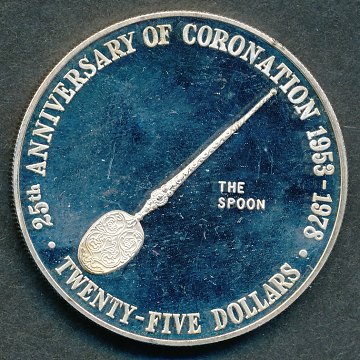 25th ANNIVERSARY OF CORONATION 1953-1978
THE
SPOON
· TWENTY-FIVE DOLLARS ·